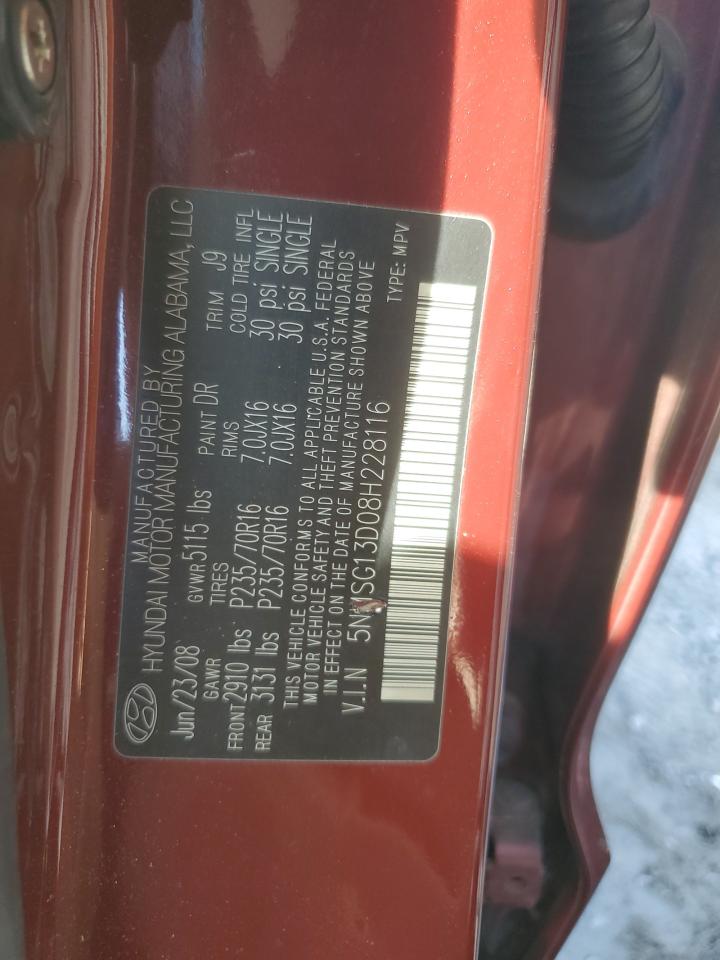 MANUFACTURED BY
HYUNDAI MOTOR MANUFACTURING ALABAMA, LLC
Jun/23/08 GVWR 5115 lbs PAINT DR TRIM J9
GAWR TIRES RIMS COLD TIRE INFL
FRONT 2910 lbs P235/70R16 7.0JX16 30 psi SINGLE
REAR 3131 lbs P235/70R16 7.0JX16 30 psi SINGLE
THIS VEHICLE CONFORMS TO ALL APPLICABLE U.S.A. FEDERAL
MOTOR VEHICLE SAFETY AND THEFT PREVENTION STANDARDS
IN EFFECT ON THE DATE OF MANUFACTURE SHOWN ABOVE
V.I.N
TYPE: MPV